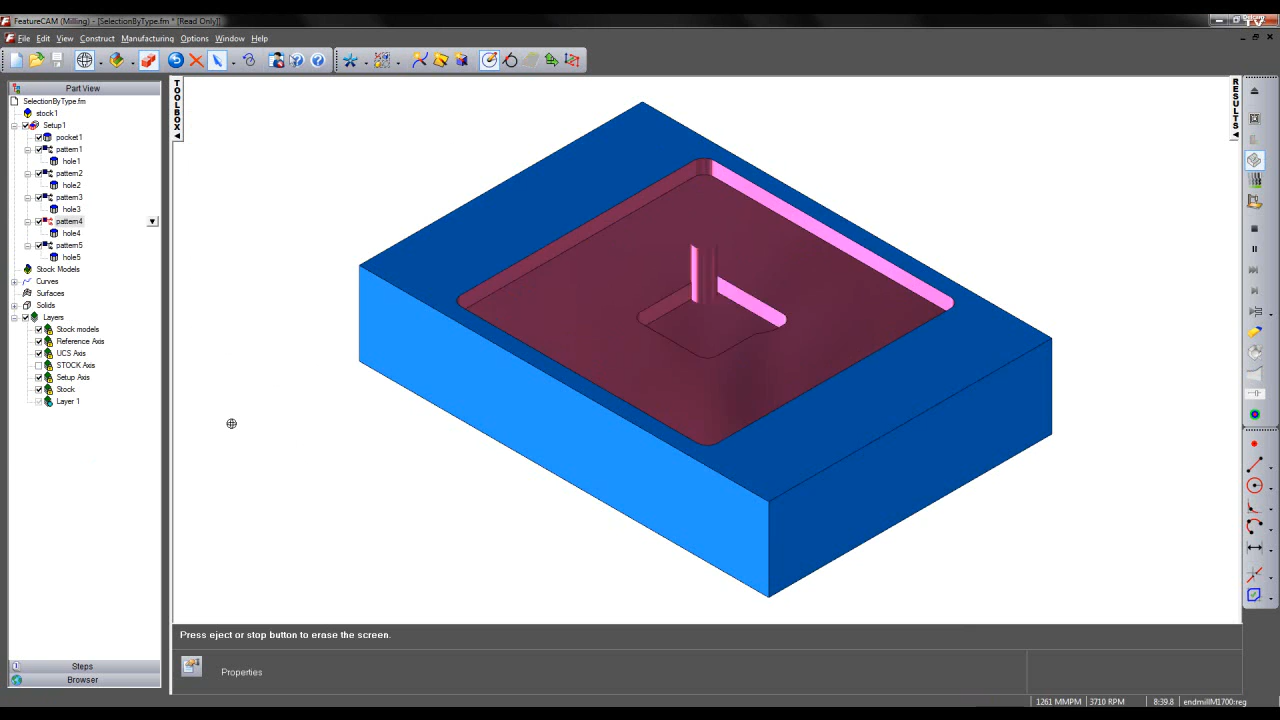 FeatureCAM (Milling) - [SelectionByType.fm * [Read Only]]
TV
File Edit View Construct Manufacturing Options Window Help
Part View
SelectionByType.fm
stock1
Setup1
pocket1
pattern1
hole1
pattern2
hole2
pattern3
hole3
pattern4
hole4
pattern5
hole5
Stock Models
Curves
Surfaces
Solids
Layers
Stock models
Reference Axis
UCS Axis
STOCK Axis
Setup Axis
Stock
Layer 1
Steps
Browser
TOOLBOX
RESULTS
Press eject or stop button to erase the screen.
Properties
1261 MMPM 3710 RPM 8:39.8 endmillM1700:reg